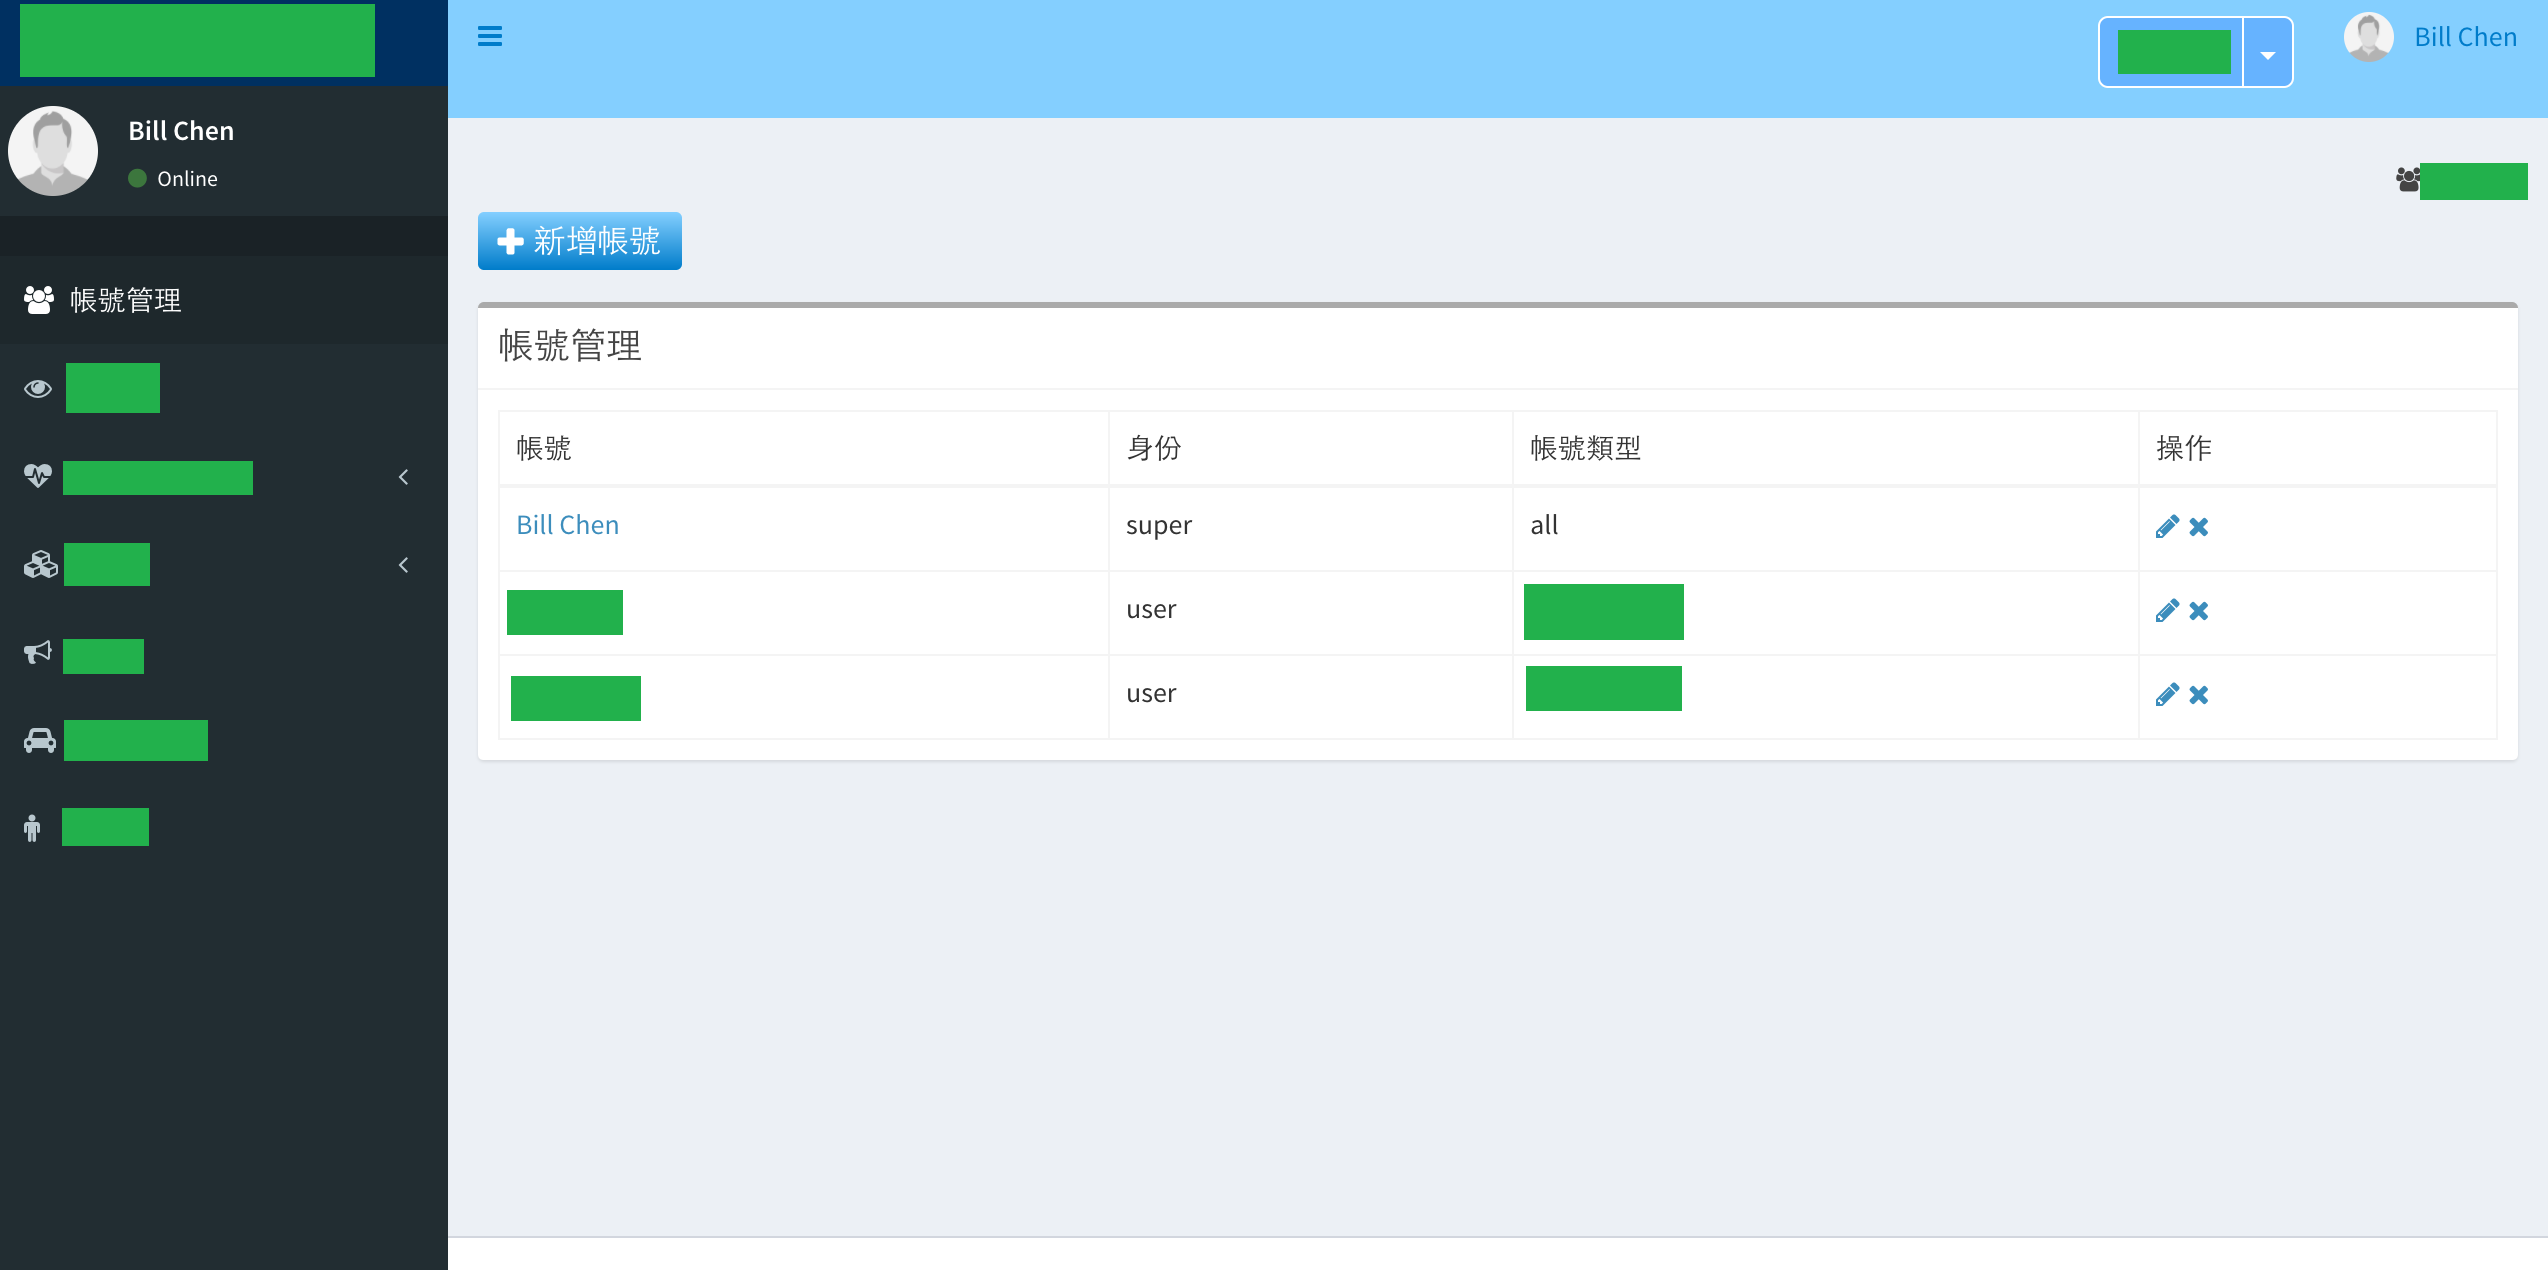 Bill Chen
Bill Chen
Online
新增帳號
帳號管理
帳號管理
帳號 身份 帳號類型 操作
Bill Chen super all
user
user